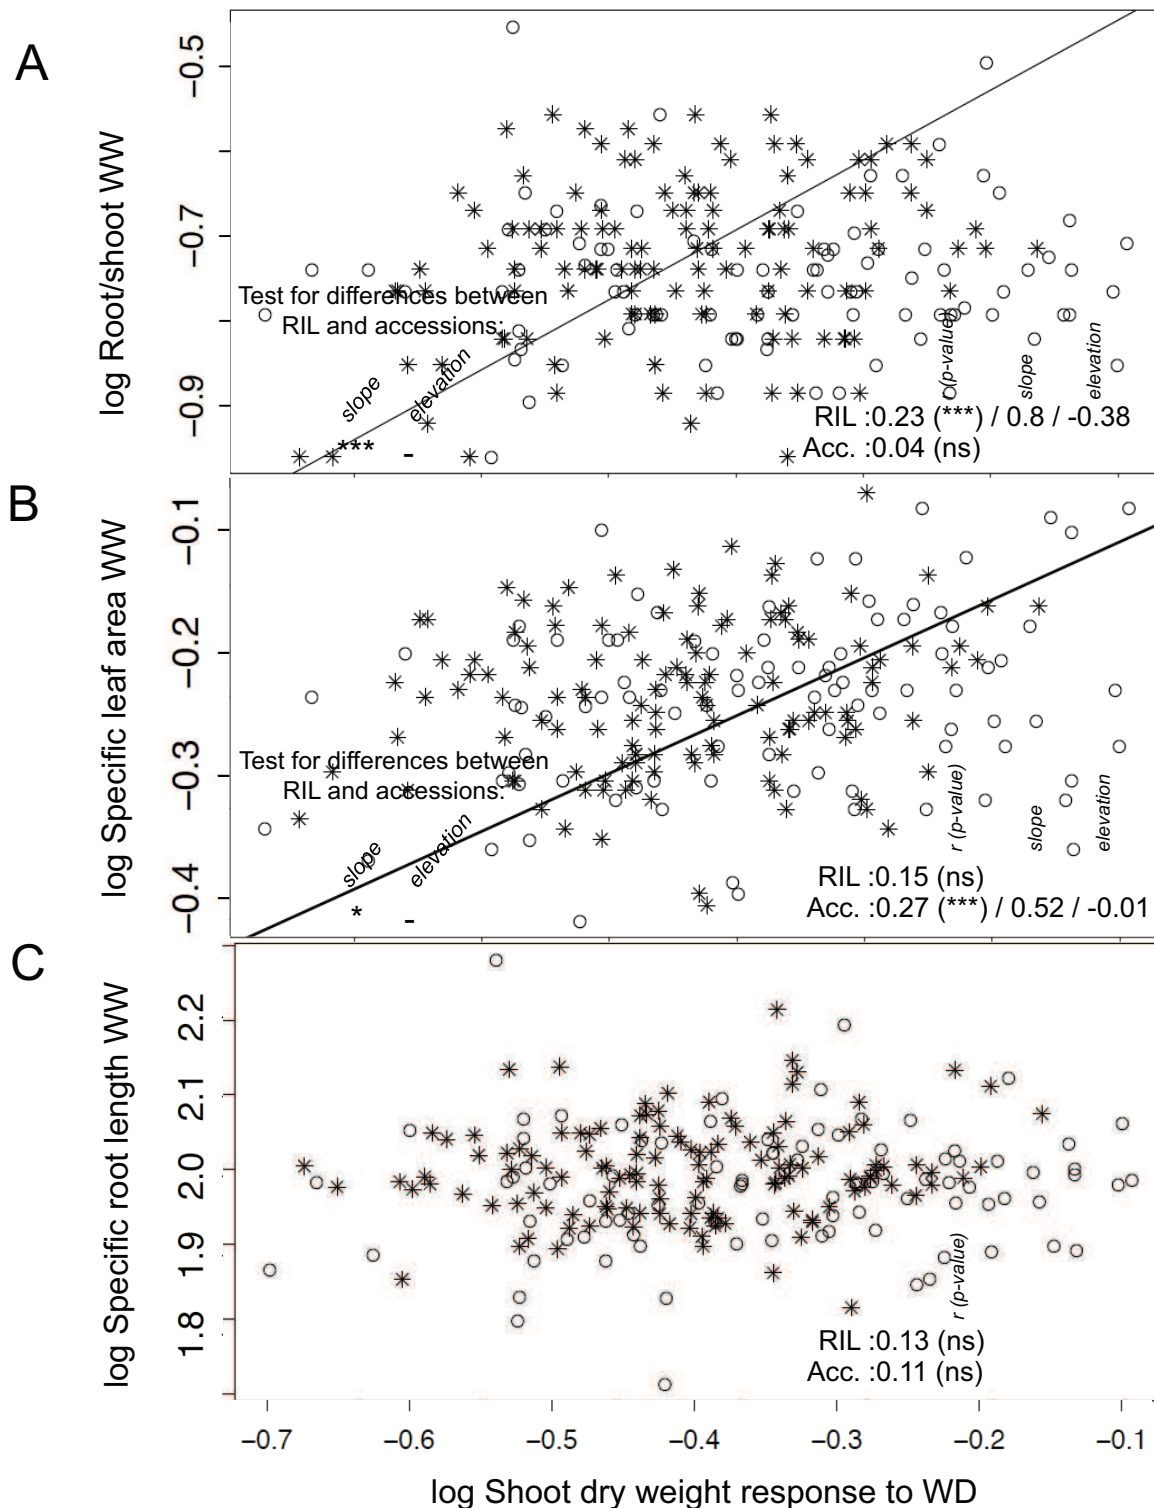 A
log Root/shoot WW
−0.5
−0.7
−0.9
Test for differences between
RIL and accessions:
slope
elevation
***
-
r (p-value)
slope
elevation
RIL :0.23 (***) / 0.8 / -0.38
Acc. :0.04 (ns)
B
log Specific leaf area WW
−0.1
−0.2
−0.3
−0.4
Test for differences between
RIL and accessions:
slope
elevation
*
-
r (p-value)
slope
elevation
RIL :0.15 (ns)
Acc. :0.27 (***) / 0.52 / -0.01
C
log Specific root length WW
2.2
2.1
2.0
1.9
1.8
r (p-value)
RIL :0.13 (ns)
Acc. :0.11 (ns)
−0.7 −0.6 −0.5 −0.4 −0.3 −0.2 −0.1
log Shoot dry weight response to WD